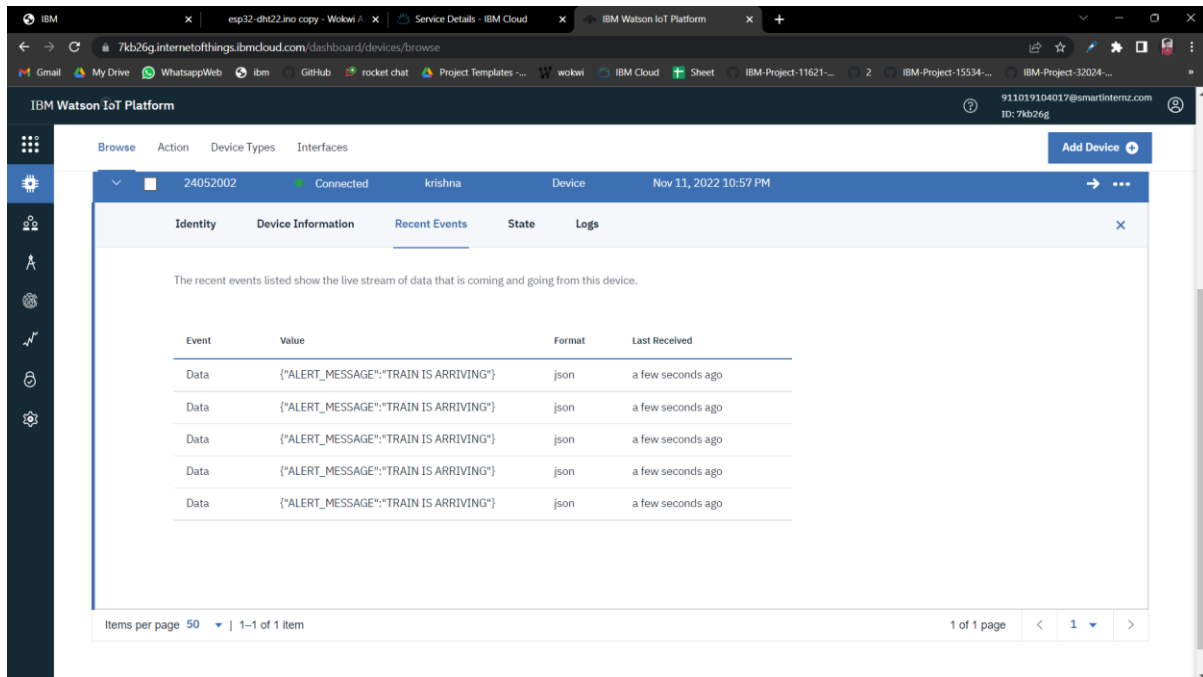 IBM
esp32-dht22.ino copy - Wokwi A
Service Details - IBM Cloud
IBM Watson IoT Platform
7kb26g.internetofthings.ibmcloud.com/dashboard/devices/browse
Gmail My Drive WhatsappWeb ibm GitHub rocket chat Project Templates -... wokwi IBM Cloud Sheet IBM-Project-11621-... 2 IBM-Project-15534-... IBM-Project-32024-... »
IBM Watson IoT Platform
911019104017@smartinternz.com
ID: 7kb26g
Browse Action Device Types Interfaces Add Device
24052002 Connected krishna Device Nov 11, 2022 10:57 PM
Identity Device Information Recent Events State Logs
The recent events listed show the live stream of data that is coming and going from this device.
Event Value Format Last Received
Data {"ALERT_MESSAGE":"TRAIN IS ARRIVING"} json a few seconds ago
Data {"ALERT_MESSAGE":"TRAIN IS ARRIVING"} json a few seconds ago
Data {"ALERT_MESSAGE":"TRAIN IS ARRIVING"} json a few seconds ago
Data {"ALERT_MESSAGE":"TRAIN IS ARRIVING"} json a few seconds ago
Data {"ALERT_MESSAGE":"TRAIN IS ARRIVING"} json a few seconds ago
Items per page 50 | 1–1 of 1 item 1 of 1 page 1